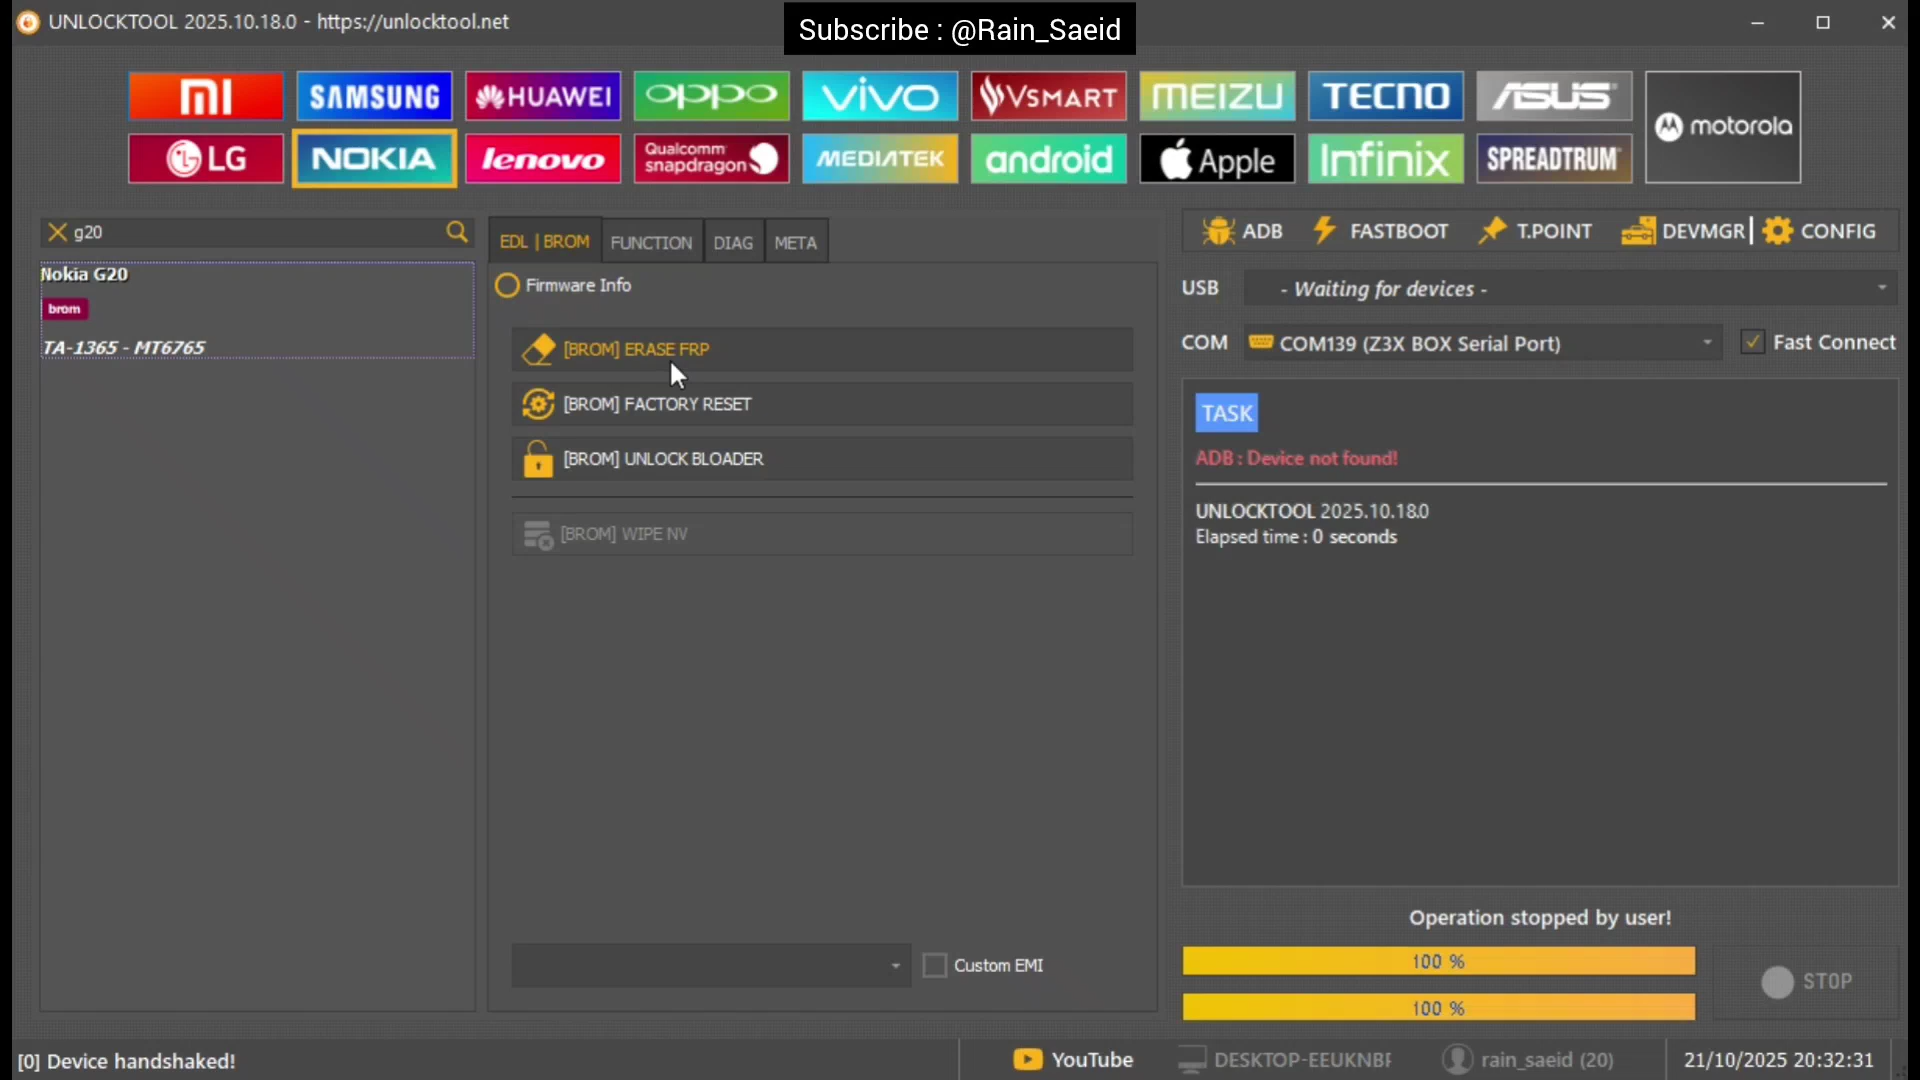 UNLOCKTOOL 2025.10.18.0 - https://unlocktool.net
Subscribe : @Rain_Saeid
MI SAMSUNG HUAWEI oppo vivo VSMART MEIZU TECNO ASUS motorola
LG NOKIA lenovo Qualcomm snapdragon MEDIATEK android Apple Infinix SPREADTRUM
g20
Nokia G20
brom
TA-1365 - MT6765
EDL | BROM FUNCTION DIAG META
Firmware Info
[BROM] ERASE FRP
[BROM] FACTORY RESET
[BROM] UNLOCK BLOADER
[BROM] WIPE NV
Custom EMI
ADB FASTBOOT T.POINT DEVMGR CONFIG
USB - Waiting for devices -
COM COM139 (Z3X BOX Serial Port) Fast Connect
TASK
ADB : Device not found!
UNLOCKTOOL 2025.10.18.0
Elapsed time : 0 seconds
Operation stopped by user!
100 %
100 %
STOP
[0] Device handshaked!
YouTube
rain_saeid (20)
21/10/2025 20:32:31